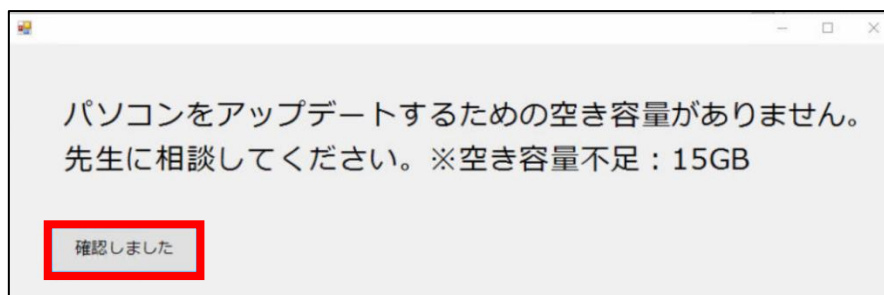 パソコンをアップデートするための空き容量がありません。
先生に相談してください。※空き容量不足：15GB
確認しました